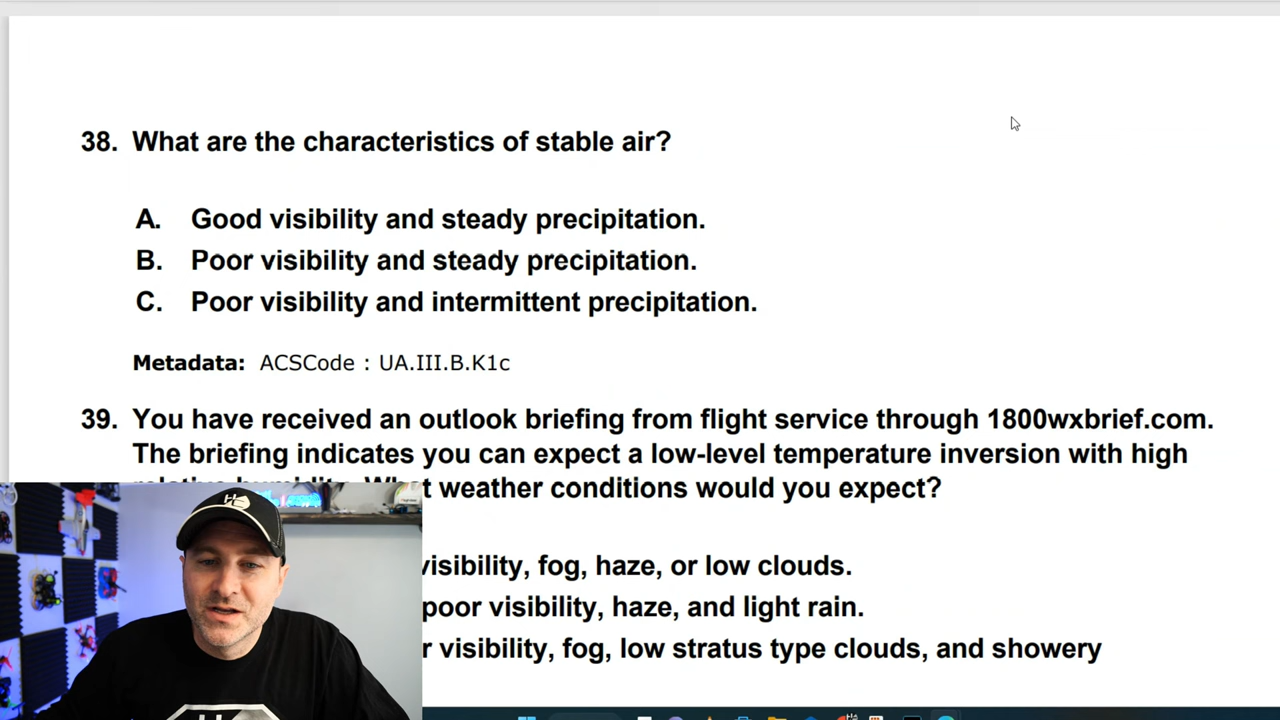 38. What are the characteristics of stable air?
A. Good visibility and steady precipitation.
B. Poor visibility and steady precipitation.
C. Poor visibility and intermittent precipitation.
Metadata: ACSCode : UA.III.B.K1c
39. You have received an outlook briefing from flight service through 1800wxbrief.com.
The briefing indicates you can expect a low-level temperature inversion with high
weather conditions would you expect?
visibility, fog, haze, or low clouds.
poor visibility, haze, and light rain.
visibility, fog, low stratus type clouds, and showery